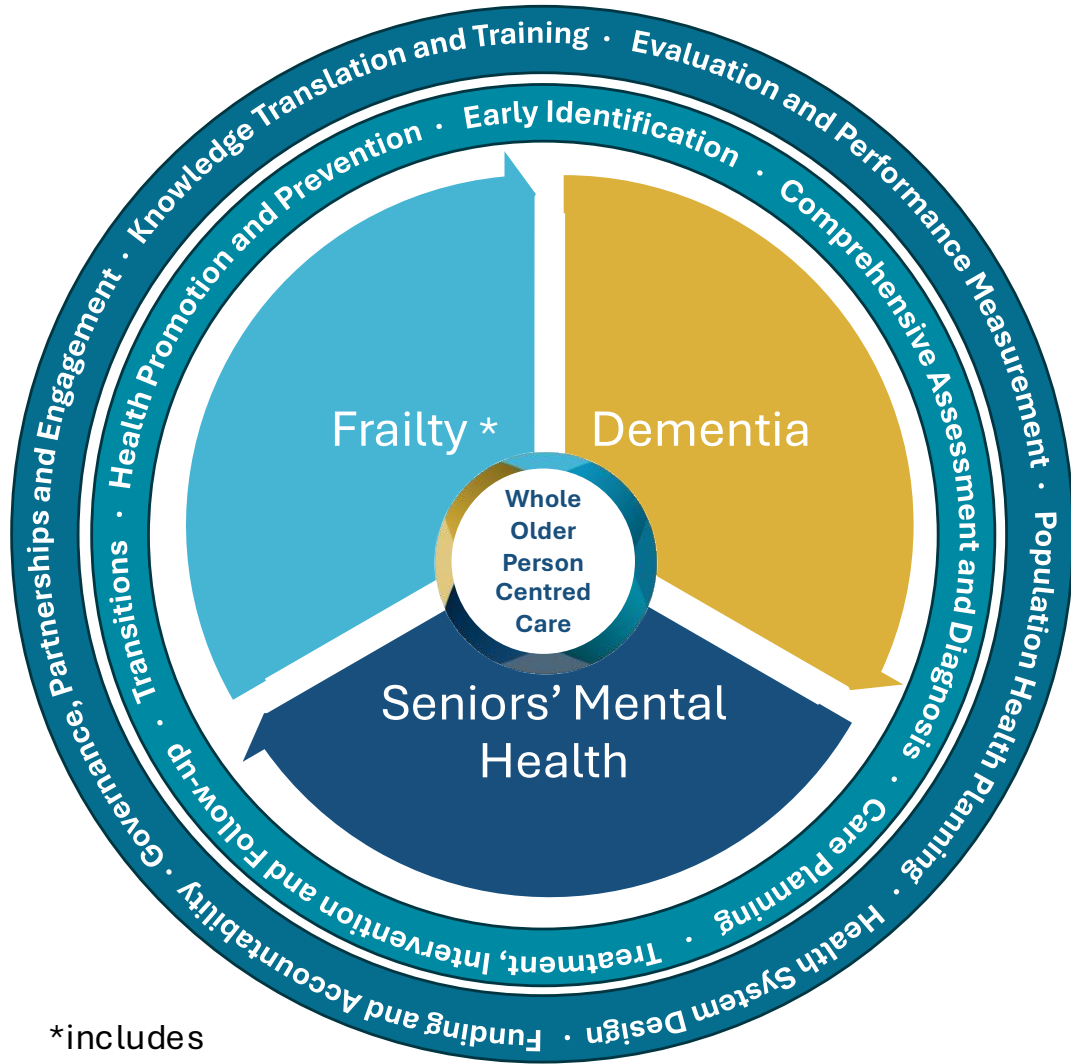 Knowledge Translation and Training · Evaluation and Performance Measurement · Population Health Planning · Health System Design · Funding and Accountability · Governance, Partnerships and Engagement ·
Health Promotion and Prevention · Early Identification · Comprehensive Assessment and Diagnosis · Care Planning · Treatment, Intervention and Follow-up · Transitions ·
Frailty *
Dementia
Whole
Older
Person
Centred
Care
Seniors’ Mental
Health
*includes